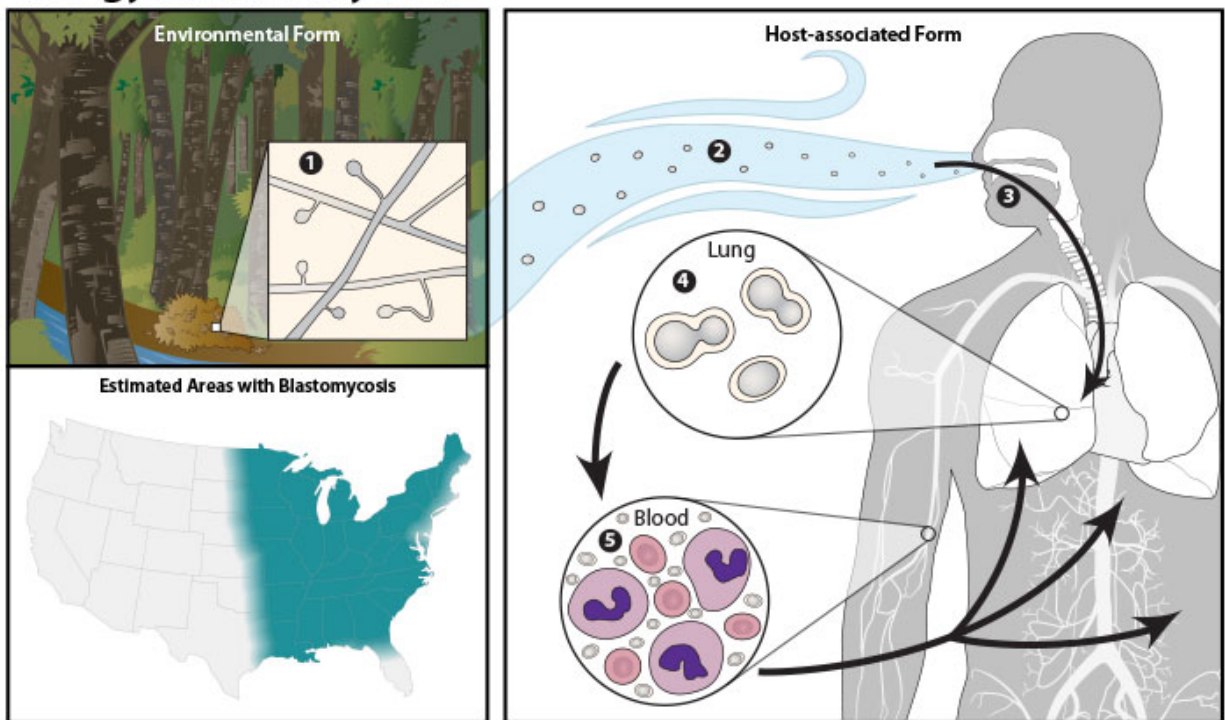 Environmental Form
1
Estimated Areas with Blastomycosis
Host-associated Form
2
3
Lung
4
Blood
5